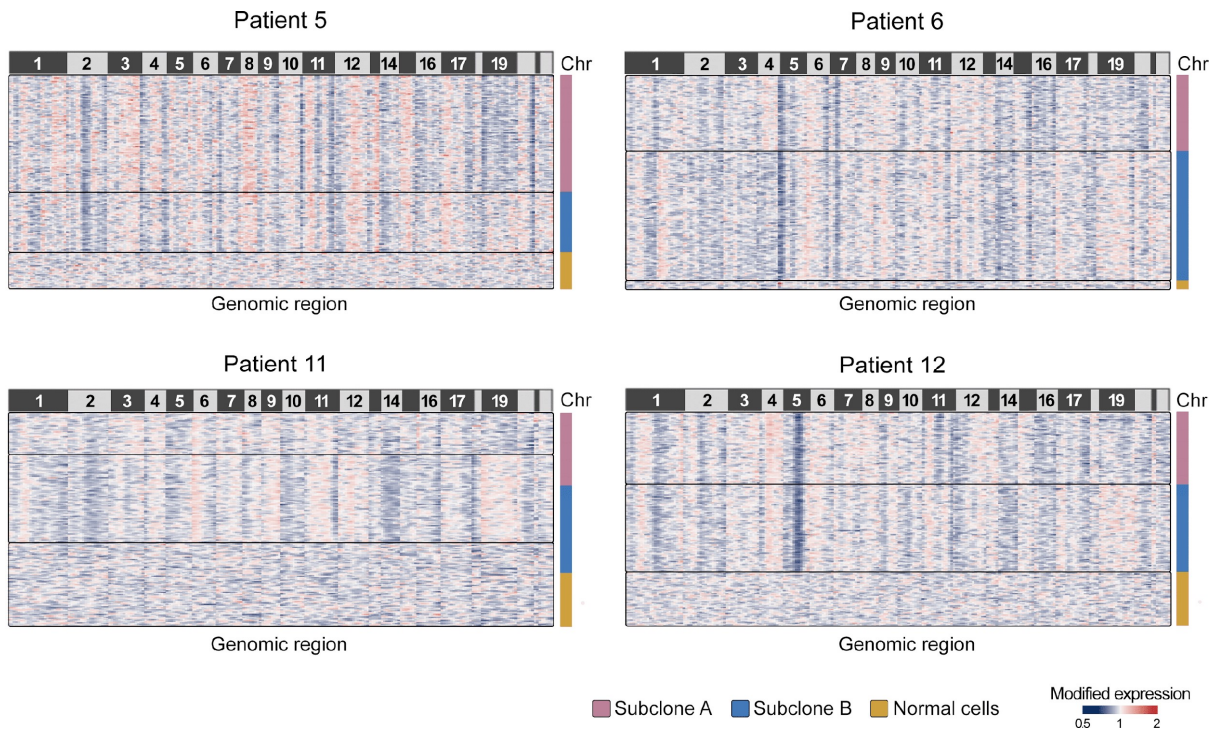 Patient 5
1 2 3 4 5 6 7 8 9 10 11 12 14 16 17 19 Chr
Genomic region
Patient 6
1 2 3 4 5 6 7 8 9 10 11 12 14 16 17 19 Chr
Genomic region
Patient 11
1 2 3 4 5 6 7 8 9 10 11 12 14 16 17 19 Chr
Genomic region
Patient 12
1 2 3 4 5 6 7 8 9 10 11 12 14 16 17 19 Chr
Genomic region
Subclone A Subclone B Normal cells
Modified expression
0.5 1 2